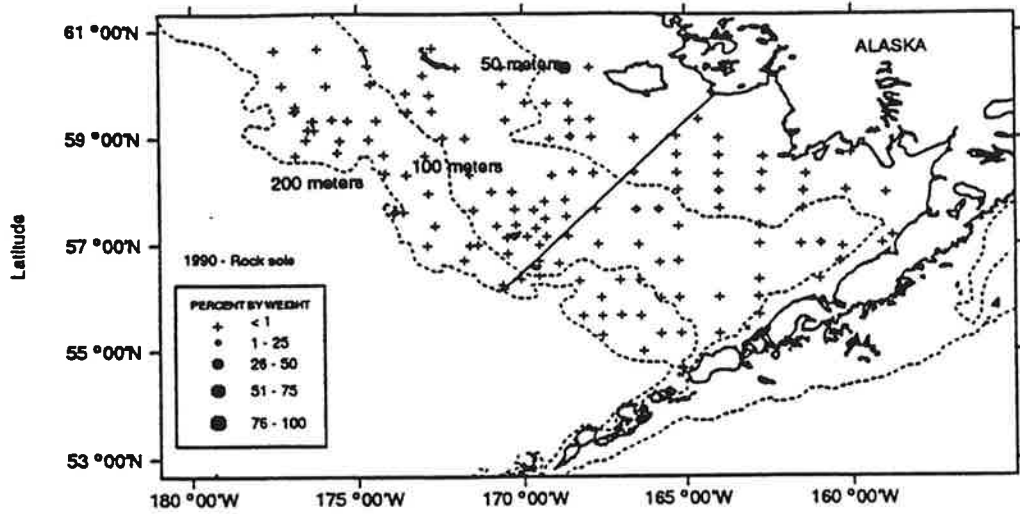 61 °00'N
59 °00'N
57 °00'N
55 °00'N
53 °00'N
Latitude
ALASKA
50 meters
100 meters
200 meters
1990 - Rock sole
PERCENT BY WEIGHT
+ < 1
1 - 25
26 - 50
51 - 75
76 - 100
180 °00'W
175 °00'W
170 °00'W
165 °00'W
160 °00'W